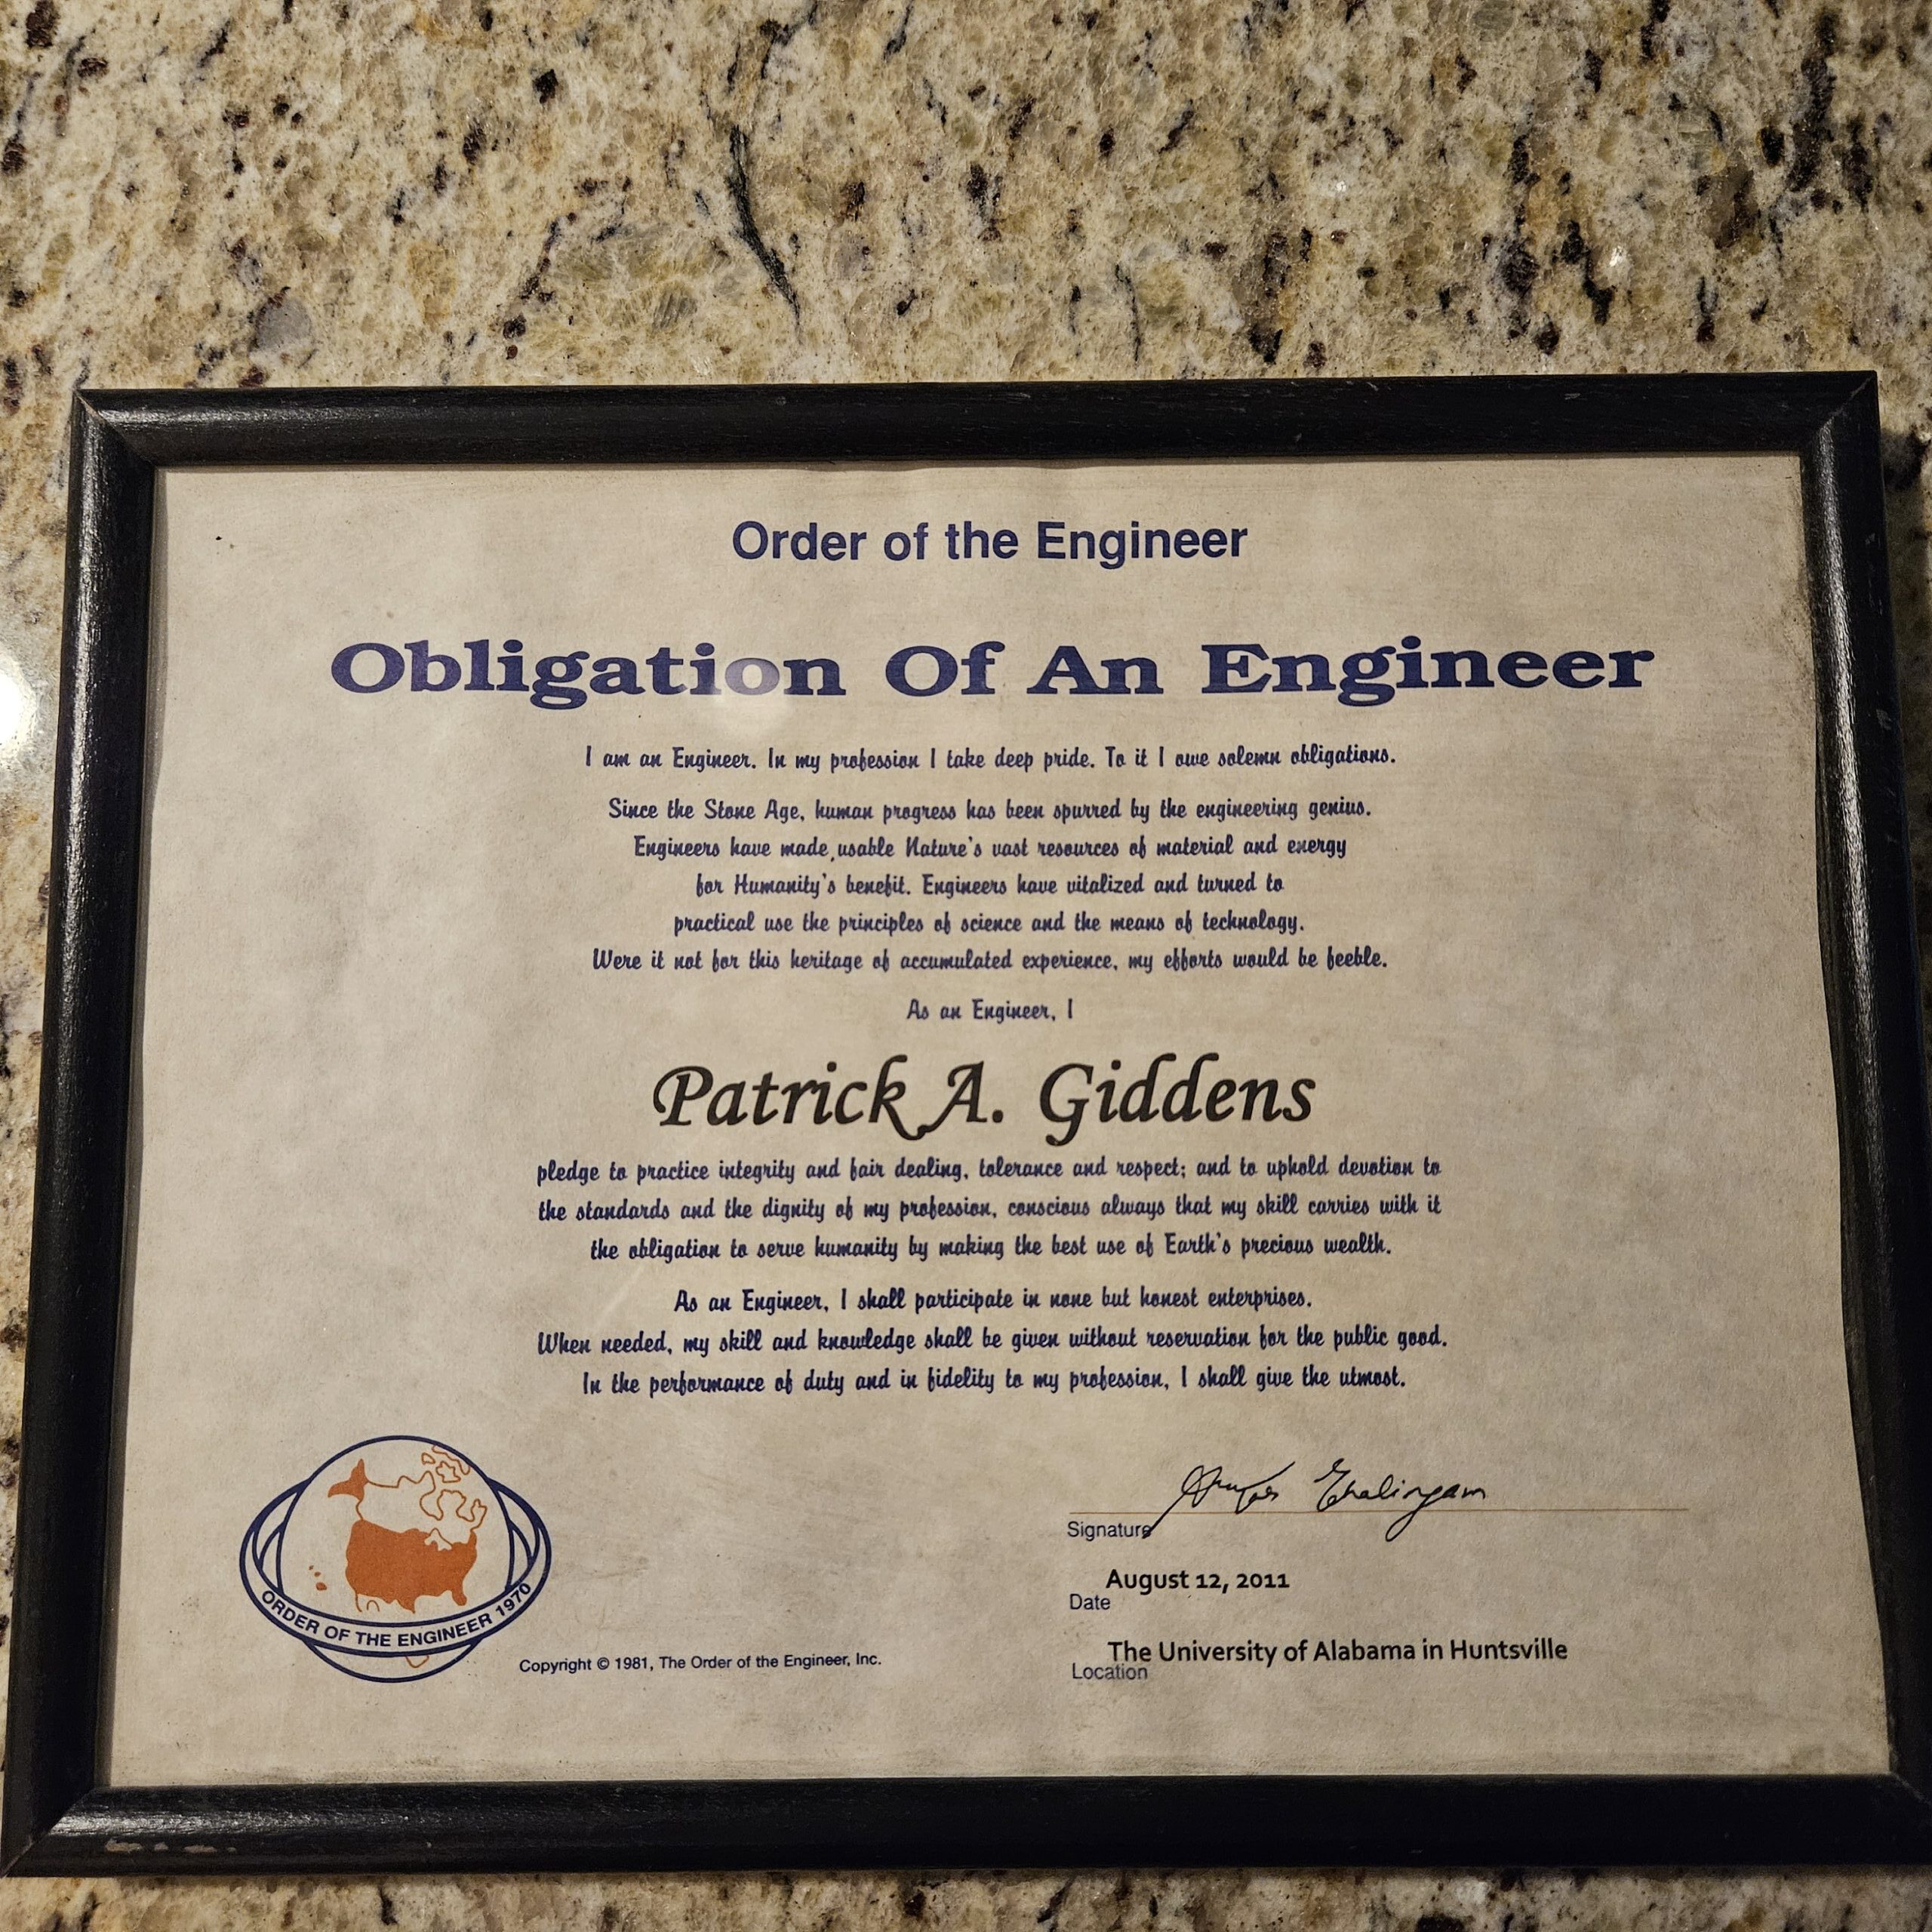 Order of the Engineer
Obligation Of An Engineer
I am an Engineer. In my profession I take deep pride. To it I owe solemn obligations.
Since the Stone Age, human progress has been spurred by the engineering genius.
Engineers have made usable Nature's vast resources of material and energy
for Humanity's benefit. Engineers have vitalized and turned to
practical use the principles of science and the means of technology.
Were it not for this heritage of accumulated experience, my efforts would be feeble.
As an Engineer, I
Patrick A. Giddens
pledge to practice integrity and fair dealing, tolerance and respect; and to uphold devotion to
the standards and the dignity of my profession, conscious always that my skill carries with it
the obligation to serve humanity by making the best use of Earth's precious wealth.
As an Engineer, I shall participate in none but honest enterprises.
When needed, my skill and knowledge shall be given without reservation for the public good.
In the performance of duty and in fidelity to my profession, I shall give the utmost.
Signature
August 12, 2011
Date
The University of Alabama in Huntsville
Location
ORDER OF THE ENGINEER 1970
Copyright © 1981, The Order of the Engineer, Inc.